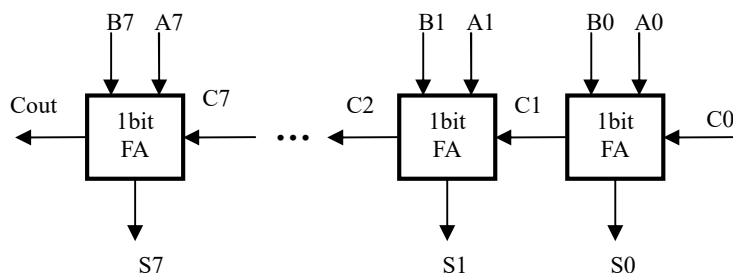 B7 A7 B1 A1 B0 A0
Cout C7 C2 C1 C0
1bit 1bit 1bit
FA ••• FA FA
S7 S1 S0